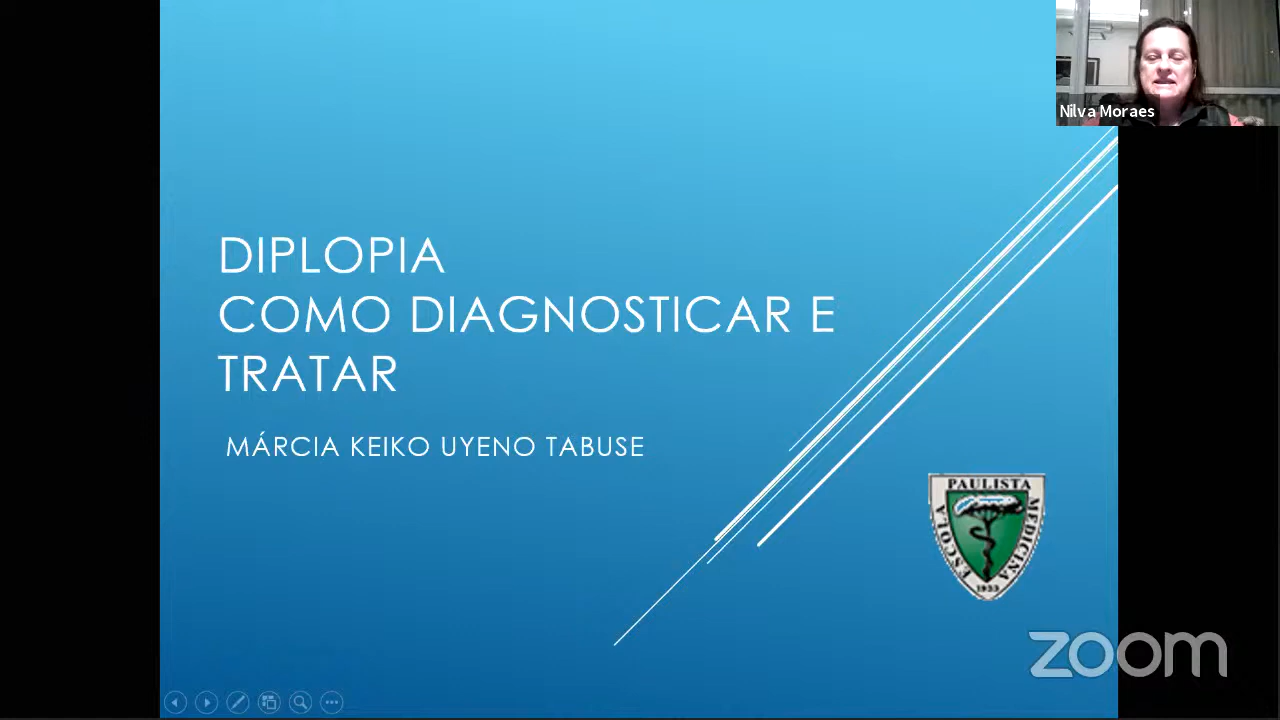 Nilva Moraes
DIPLOPIA
COMO DIAGNOSTICAR E
TRATAR
MÁRCIA KEIKO UYENO TABUSE
ESCOLA PAULISTA MEDICINA
1933
zoom